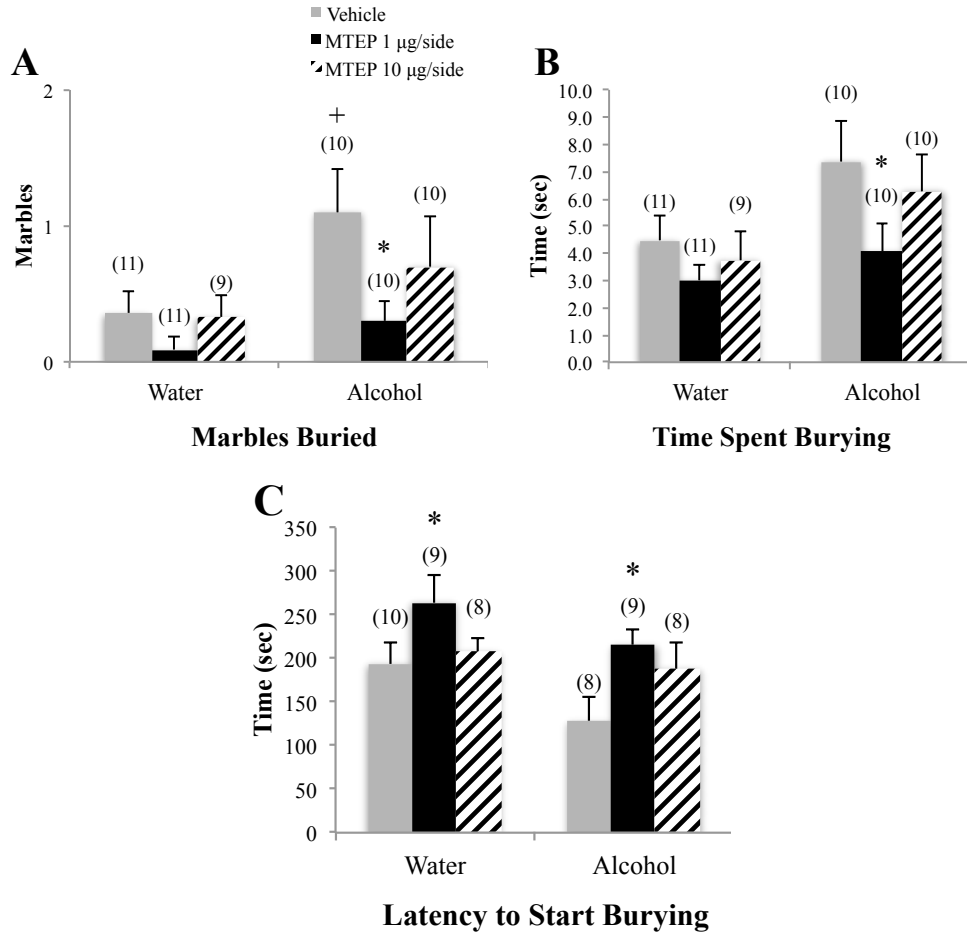 Vehicle
MTEP 1 μg/side
MTEP 10 μg/side
A
2
1
0
Marbles
(11)
(11)
(9)
+
(10)
*
(10)
(10)
Water
Alcohol
Marbles Buried
B
10.0
9.0
8.0
7.0
6.0
5.0
4.0
3.0
2.0
1.0
0.0
Time (sec)
(11)
(11)
(9)
(10)
*
(10)
(10)
Water
Alcohol
Time Spent Burying
C
350
300
250
200
150
100
50
0
Time (sec)
(10)
*
(9)
(8)
(8)
*
(9)
(8)
Water
Alcohol
Latency to Start Burying